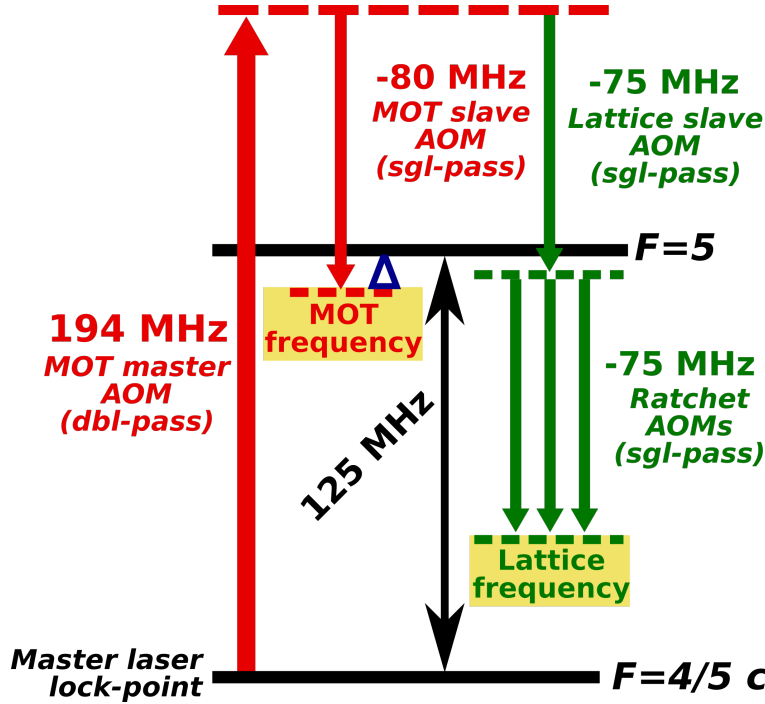 -80 MHz
MOT slave
AOM
(sgl-pass)
-75 MHz
Lattice slave
AOM
(sgl-pass)
F=5
Δ
MOT
frequency
194 MHz
MOT master
AOM
(dbl-pass)
125 MHz
-75 MHz
Ratchet
AOMs
(sgl-pass)
Lattice
frequency
Master laser
lock-point
F=4/5 c